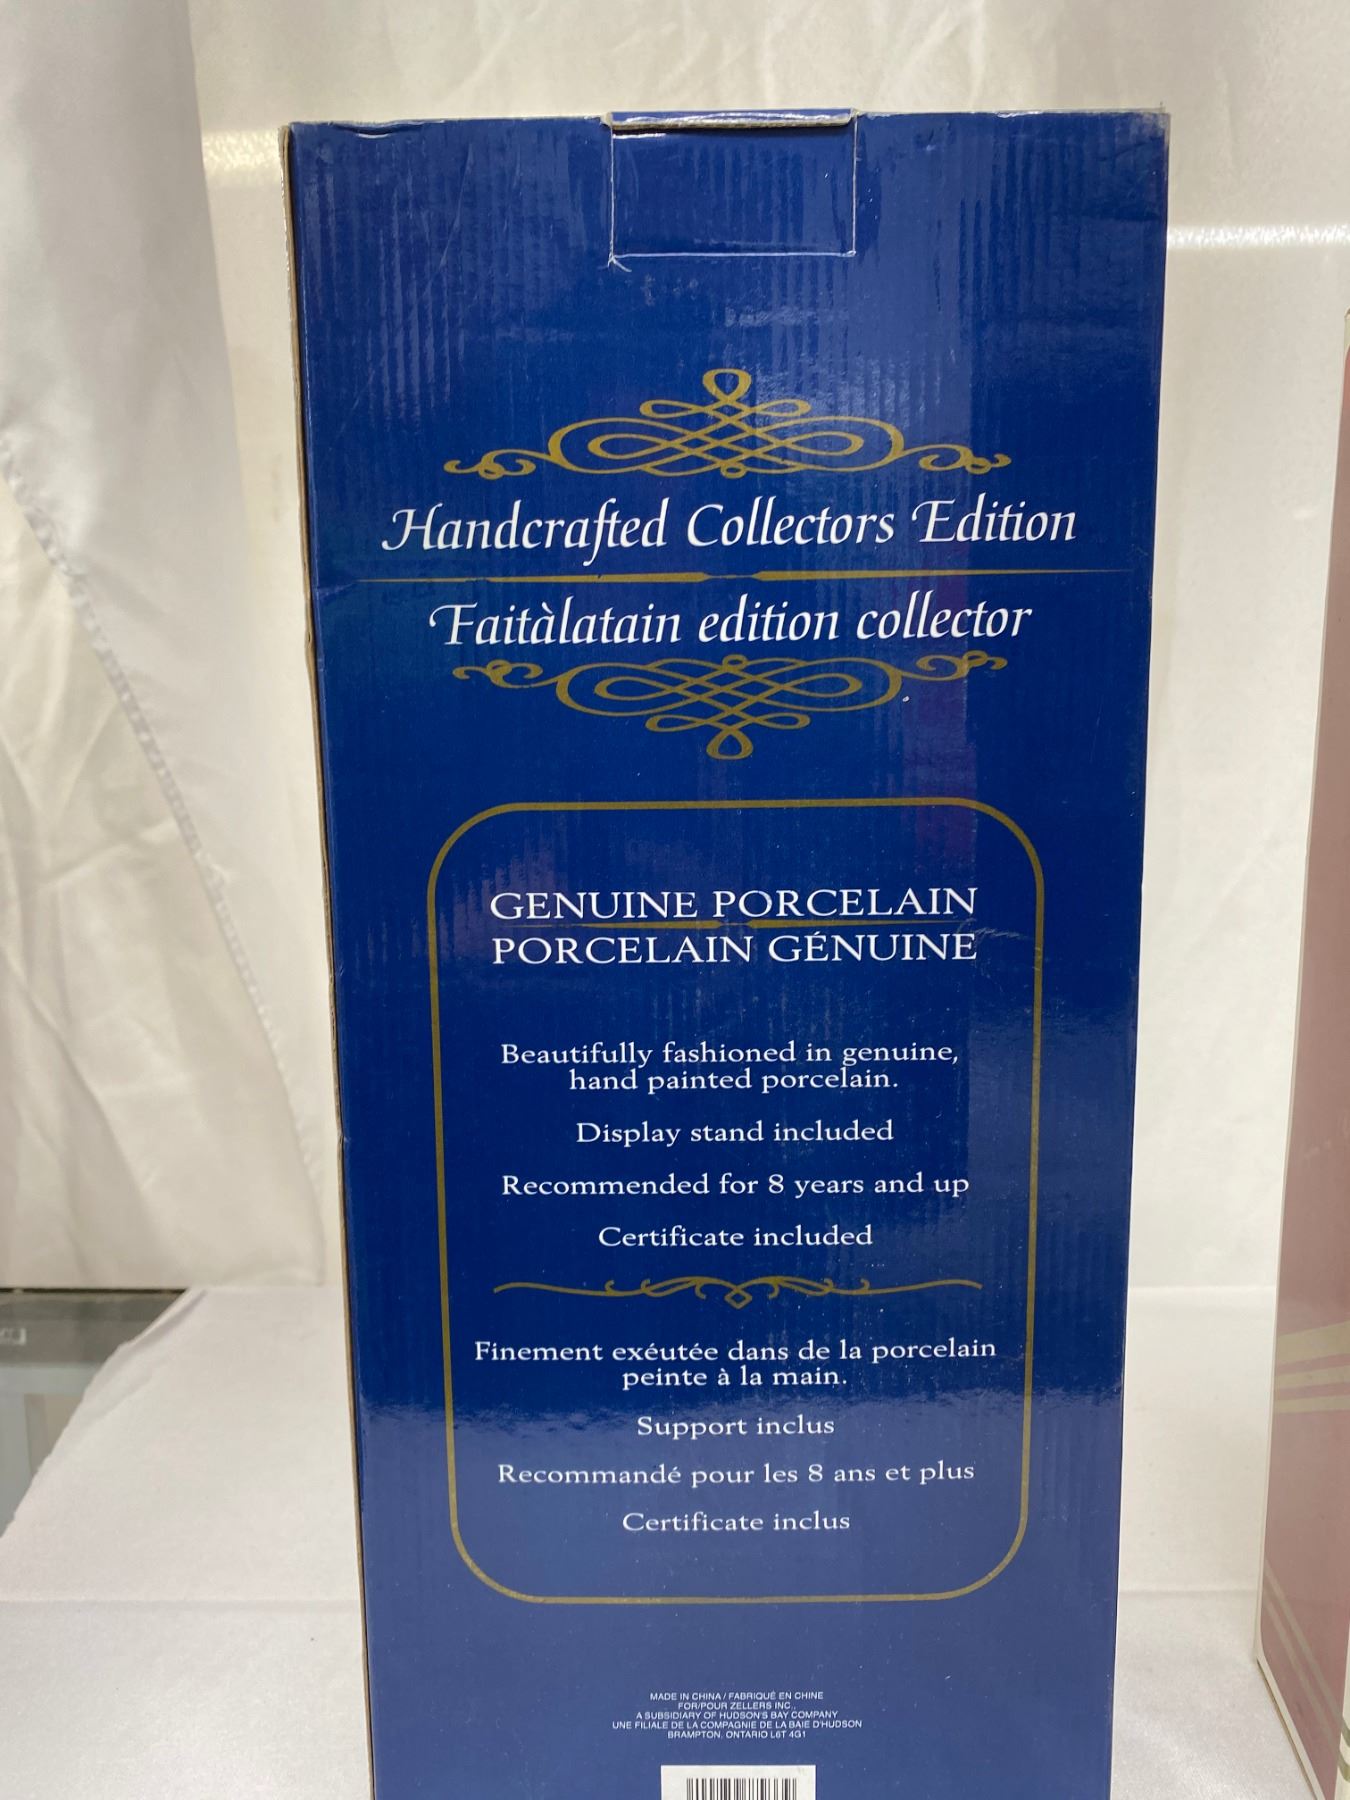 Handcrafted Collectors Edition
Faitàlatain edition collector
GENUINE PORCELAIN
PORCELAIN GÉNUINE
Beautifully fashioned in genuine,
hand painted porcelain.
Display stand included
Recommended for 8 years and up
Certificate included
Finement exéutée dans de la porcelain
peinte à la main.
Support inclus
Recommandé pour les 8 ans et plus
Certificate inclus
MADE IN CHINA / FABRIQUÉ EN CHINE
FOR/POUR ZELLERS INC.,
A SUBSIDIARY OF HUDSON'S BAY COMPANY
UNE FILIALE DE LA COMPAGNIE DE LA BAIE D'HUDSON
BRAMPTON, ONTARIO L6T 4G1